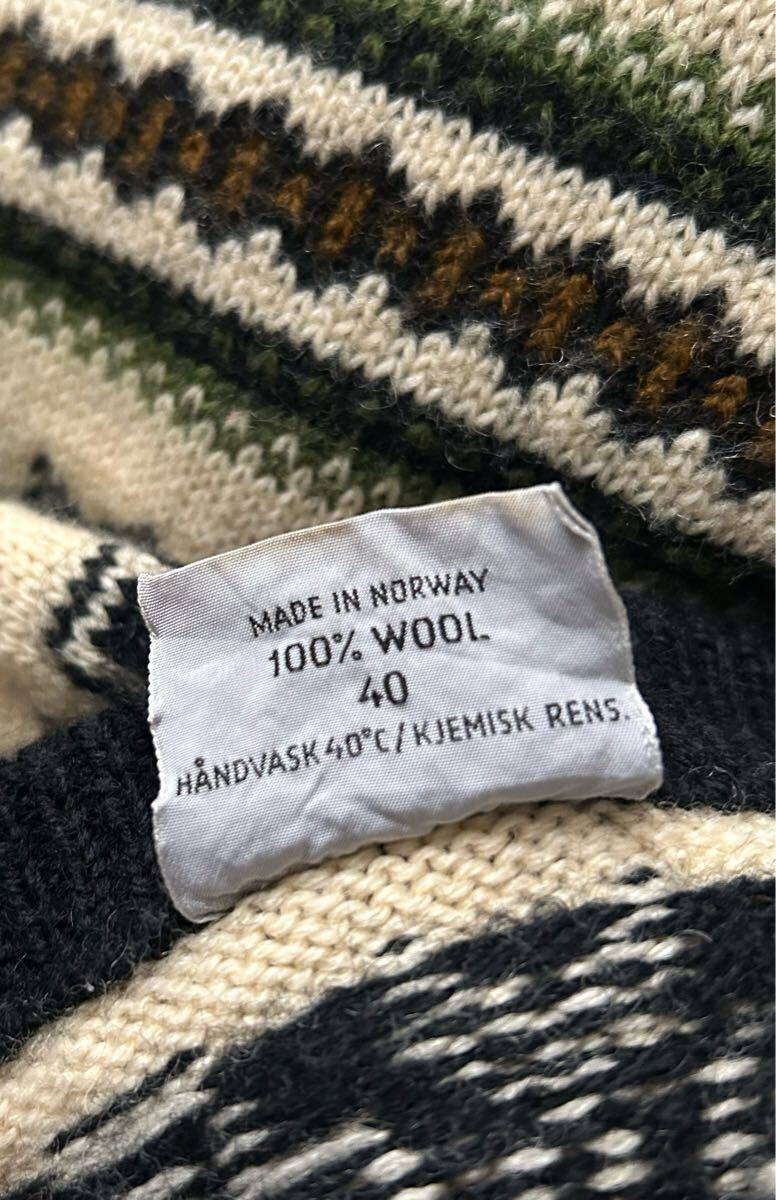 MADE IN NORWAY
100% WOOL
40
HÅNDVASK 40°C/KJEMISK RENS.